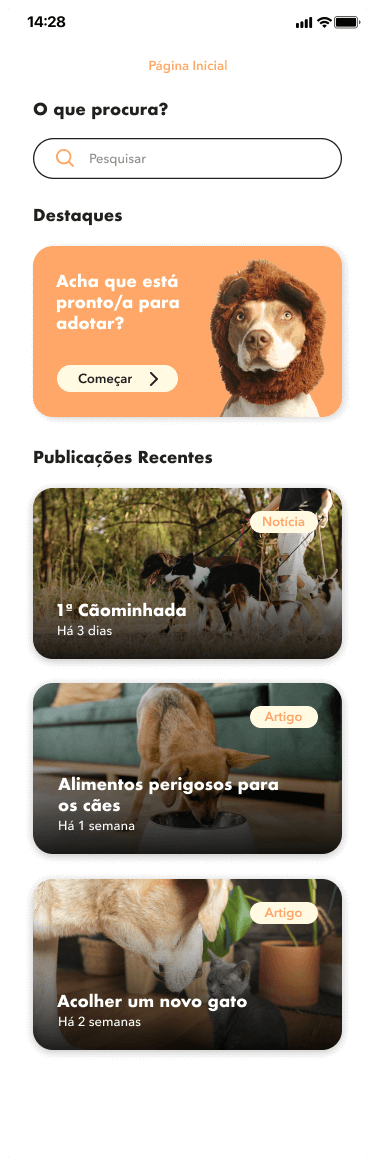 14:28
Página Inicial
O que procura?
Pesquisar
Destaques
Acha que está
pronto/a para
adotar?
Começar
Publicações Recentes
Notícia
1ª Cãominhada
Há 3 dias
Artigo
Alimentos perigosos para
os cães
Há 1 semana
Artigo
Acolher um novo gato
Há 2 semanas